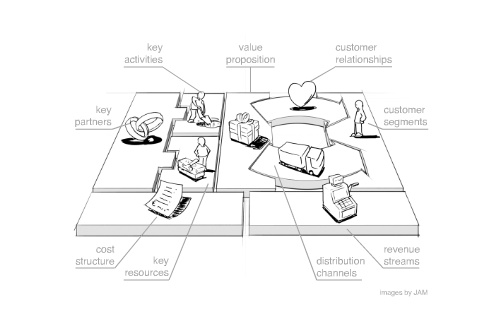 key
activities
value
proposition
customer
relationships
key
partners
customer
segments
cost
structure
key
resources
distribution
channels
revenue
streams
images by JAM